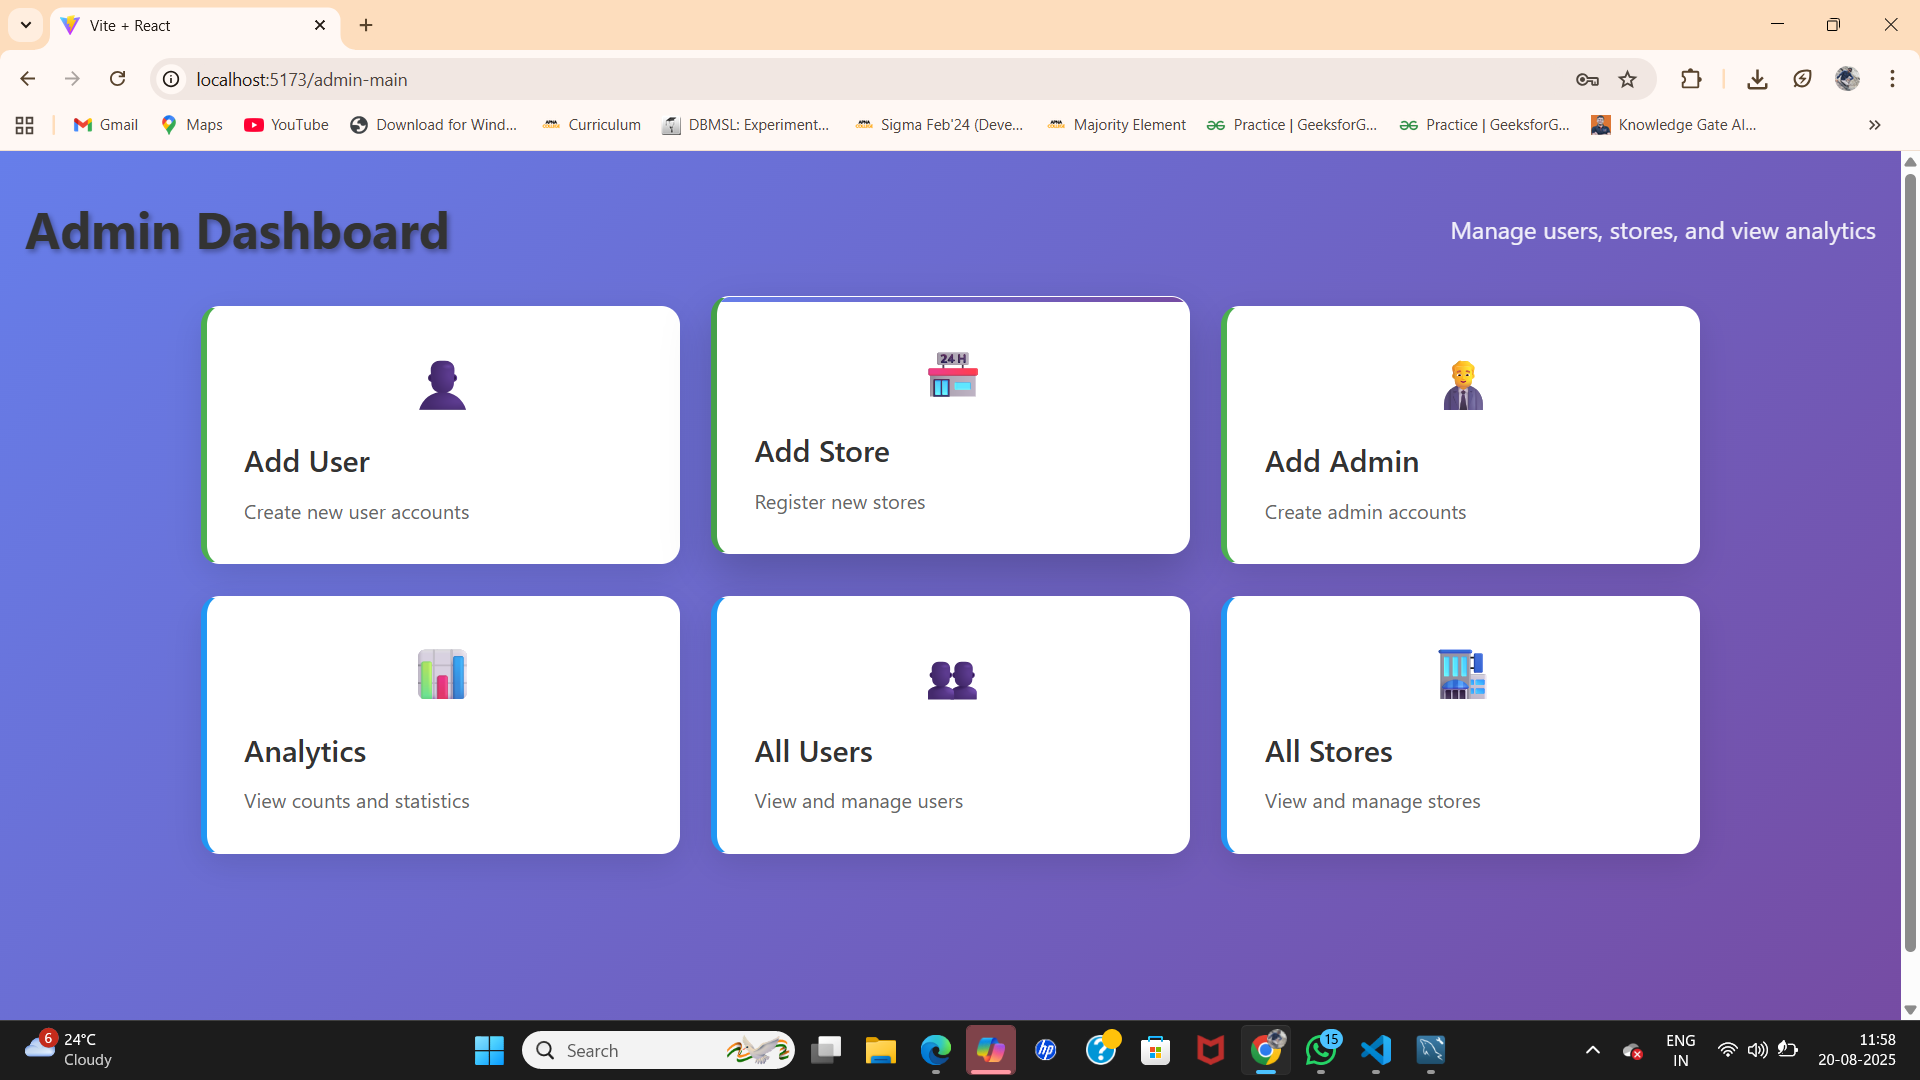 Vite + React
localhost:5173/admin-main
Gmail
Maps
YouTube
Download for Wind...
Curriculum
DBMSL: Experiment...
Sigma Feb'24 (Deve...
Majority Element
Practice | GeeksforG...
Practice | GeeksforG...
Knowledge Gate AI...
Admin Dashboard
Manage users, stores, and view analytics
Add User
Create new user accounts
24 H
Add Store
Register new stores
Add Admin
Create admin accounts
Analytics
View counts and statistics
All Users
View and manage users
All Stores
View and manage stores
6
24°C
Cloudy
Search
hp
15
ENG
IN
11:58
20-08-2025